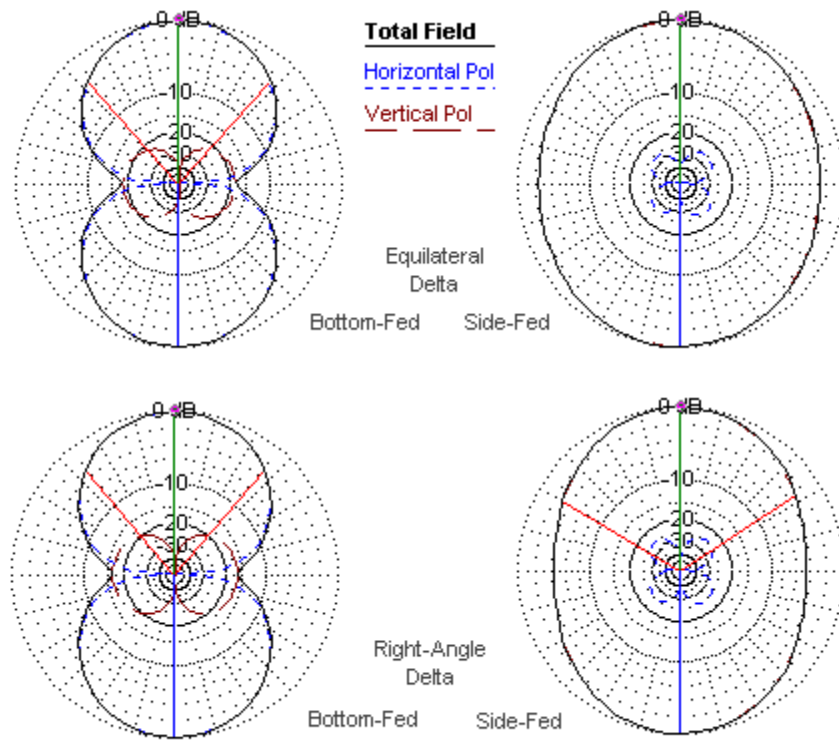 0 dB
-10
-20
-30
Total Field
Horizontal Pol
Vertical Pol
0 dB
-10
-20
-30
Equilateral
Delta
Bottom-Fed Side-Fed
0 dB
-10
-20
-30
0 dB
-10
-20
-30
Right-Angle
Delta
Bottom-Fed Side-Fed